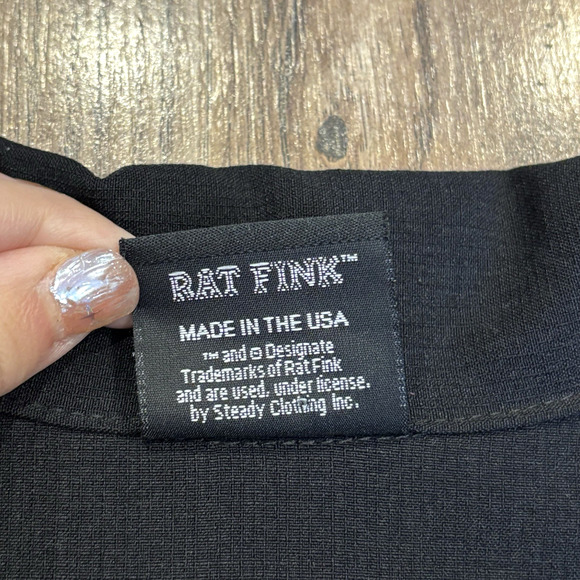 RAT FINK™
MADE IN THE USA
™ and ® Designate
Trademarks of Rat Fink
and are used, under license.
by Steady Clothing Inc.